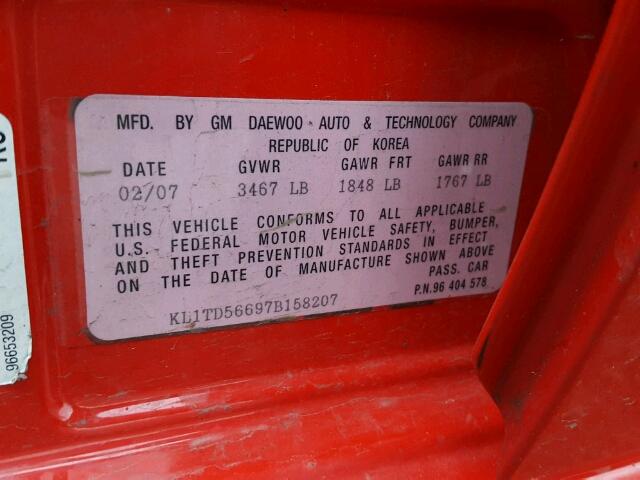 MFD. BY GM DAEWOO AUTO & TECHNOLOGY COMPANY
REPUBLIC OF KOREA
DATE GVWR GAWR FRT GAWR RR
02/07 3467 LB 1848 LB 1767 LB
THIS VEHICLE CONFORMS TO ALL APPLICABLE
U.S. FEDERAL MOTOR VEHICLE SAFETY, BUMPER,
AND THEFT PREVENTION STANDARDS IN EFFECT
ON THE DATE OF MANUFACTURE SHOWN ABOVE
PASS. CAR
P.N.96 404 578
KL1TD56697B158207
96653209